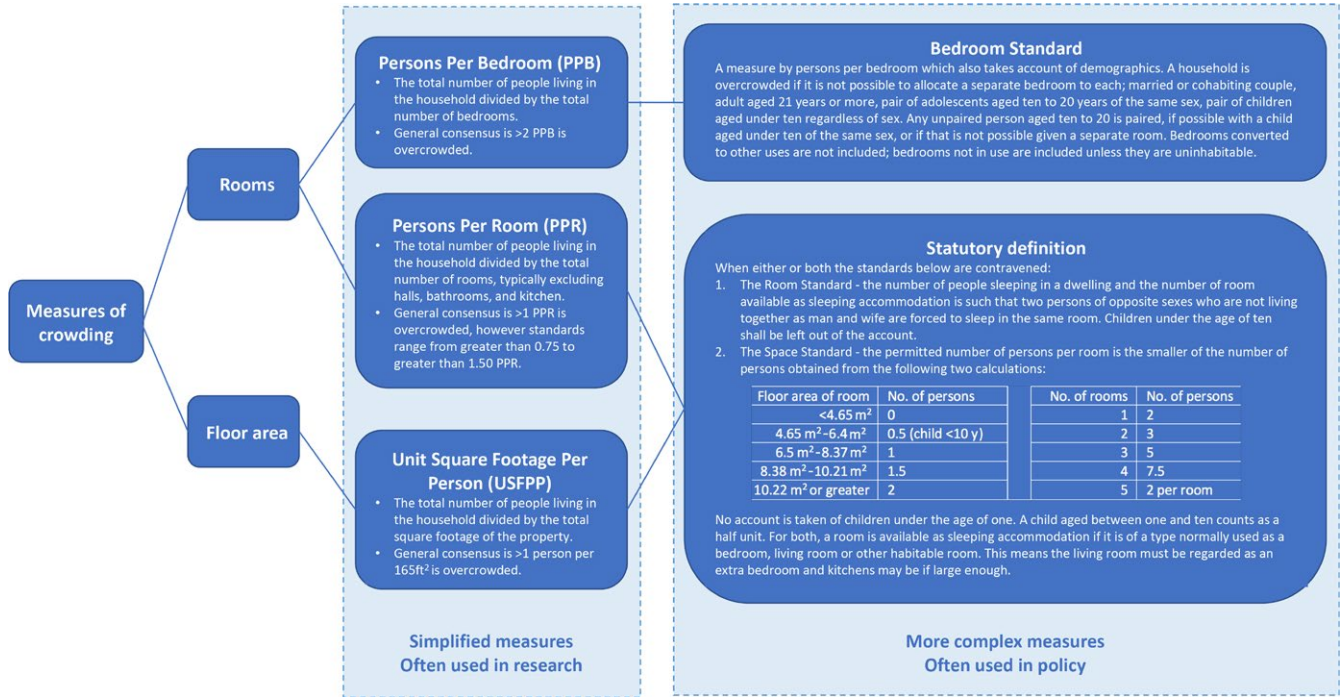 Measures of
crowding
Rooms
Floor area
Persons Per Bedroom (PPB)
• The total number of people living in
the household divided by the total
number of bedrooms.
• General consensus is >2 PPB is
overcrowded.
Persons Per Room (PPR)
• The total number of people living in
the household divided by the total
number of rooms, typically excluding
halls, bathrooms, and kitchen.
• General consensus is >1 PPR is
overcrowded, however standards
range from greater than 0.75 to
greater than 1.50 PPR.
Unit Square Footage Per
Person (USFPP)
• The total number of people living in
the household divided by the total
square footage of the property.
• General consensus is >1 person per
165ft² is overcrowded.
Simplified measures
Often used in research
Bedroom Standard
A measure by persons per bedroom which also takes account of demographics. A household is
overcrowded if it is not possible to allocate a separate bedroom to each; married or cohabiting couple,
adult aged 21 years or more, pair of adolescents aged ten to 20 years of the same sex, pair of children
aged under ten regardless of sex. Any unpaired person aged ten to 20 is paired, if possible with a child
aged under ten of the same sex, or if that is not possible given a separate room. Bedrooms converted
to other uses are not included; bedrooms not in use are included unless they are uninhabitable.
Statutory definition
When either or both the standards below are contravened:
1. The Room Standard - the number of people sleeping in a dwelling and the number of room
available as sleeping accommodation is such that two persons of opposite sexes who are not living
together as man and wife are forced to sleep in the same room. Children under the age of ten
shall be left out of the account.
2. The Space Standard - the permitted number of persons per room is the smaller of the number of
persons obtained from the following two calculations:
Floor area of room No. of persons No. of rooms No. of persons
<4.65 m² 0 1 2
4.65 m²-6.4 m² 0.5 (child <10 y) 2 3
6.5 m²-8.37 m² 1 3 5
8.38 m²-10.21 m² 1.5 4 7.5
10.22 m² or greater 2 5 2 per room
No account is taken of children under the age of one. A child aged between one and ten counts as a
half unit. For both, a room is available as sleeping accommodation if it is of a type normally used as a
bedroom, living room or other habitable room. This means the living room must be regarded as an
extra bedroom and kitchens may be if large enough.
More complex measures
Often used in policy